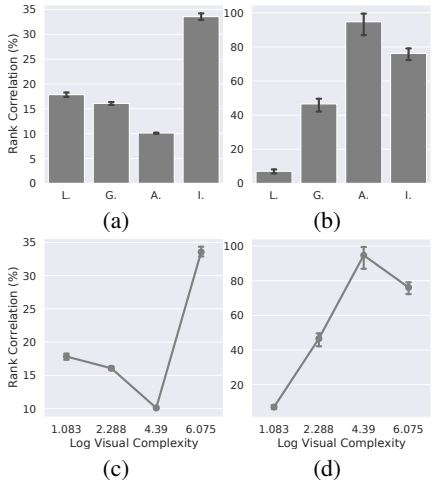 35
30
25
20
15
10
5
0
Rank Correlation (%)
L. G. A. I.
(a)
100
80
60
40
20
0
L. G. A. I.
(b)
35
30
25
20
15
10
Rank Correlation (%)
1.083 2.288 4.39 6.075
Log Visual Complexity
(c)
100
80
60
40
20
1.083 2.288 4.39 6.075
Log Visual Complexity
(d)